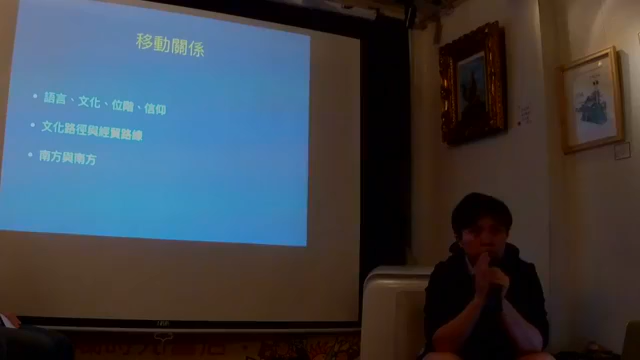 移動關係
• 語言、文化、位階、信仰
• 文化路徑與經貿路線
• 南方與南方